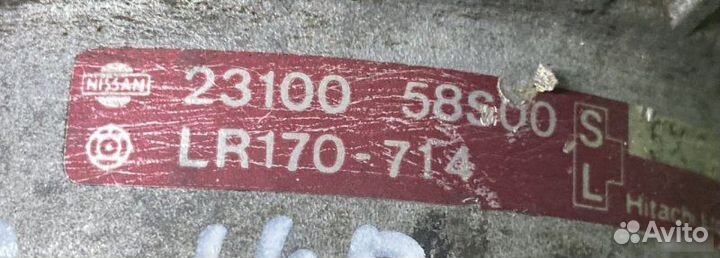 NISSAN
23100 58S00
LR170-714
S
L
Hitach
Avito